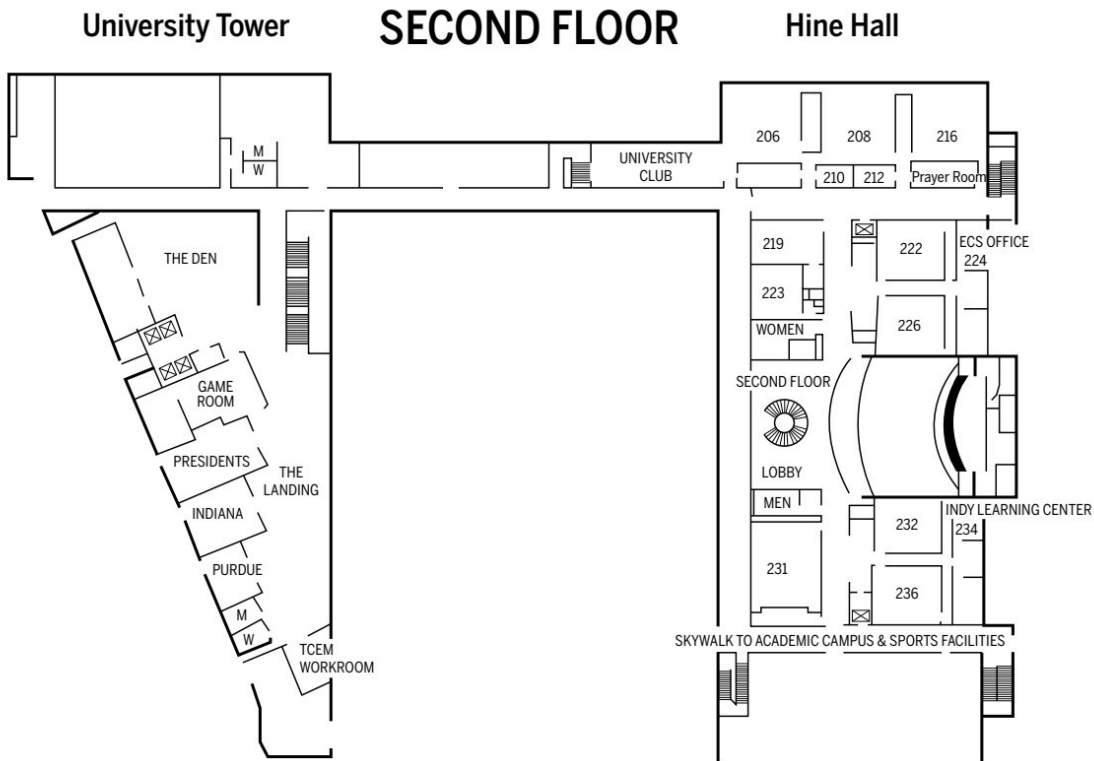 University Tower
SECOND FLOOR
Hine Hall
206
208
216
M
W
UNIVERSITY
CLUB
210
212
Prayer Room
THE DEN
219
222
ECS OFFICE
224
223
226
WOMEN
GAME
ROOM
SECOND FLOOR
PRESIDENTS
THE
LANDING
LOBBY
INDIANA
MEN
INDY LEARNING CENTER
232
234
PURDUE
231
236
M
W
TCEM
WORKROOM
SKYWALK TO ACADEMIC CAMPUS & SPORTS FACILITIES